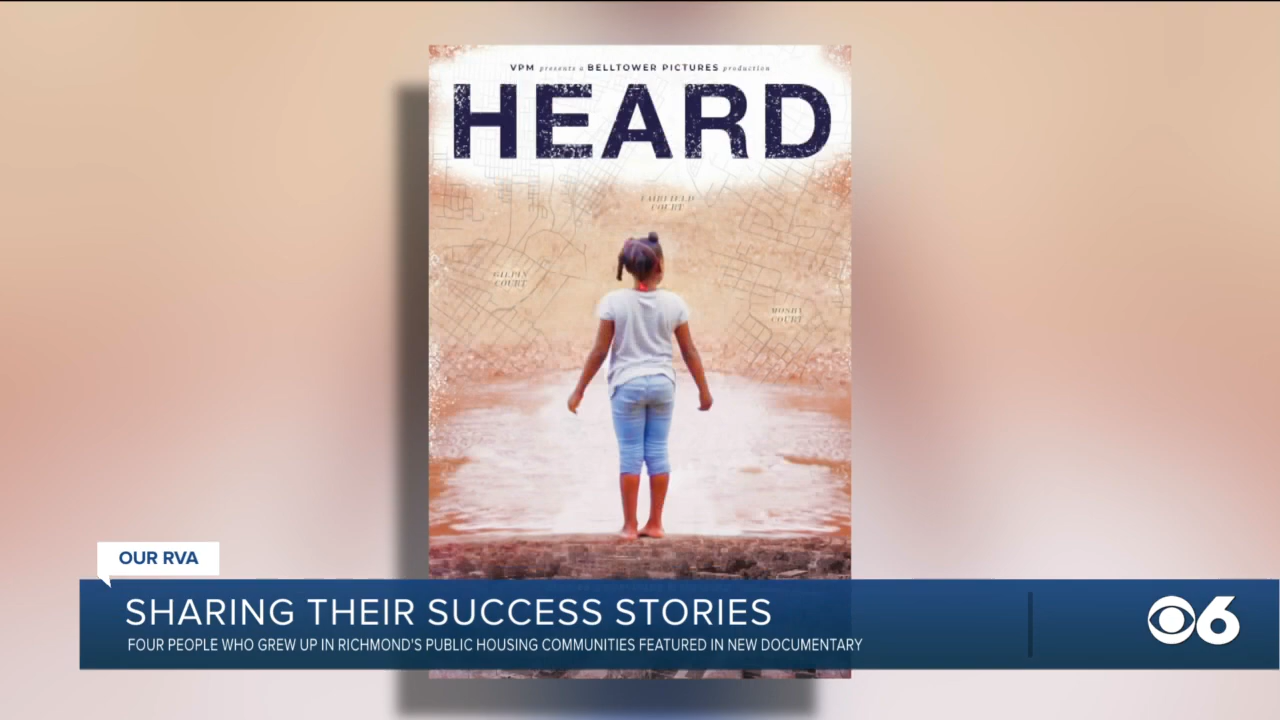 VPM presents a BELLTOWER PICTURES production
HEARD
FAIRFIELD
COURT
GILPIN
COURT
MOSBY
COURT
OUR RVA
SHARING THEIR SUCCESS STORIES
FOUR PEOPLE WHO GREW UP IN RICHMOND'S PUBLIC HOUSING COMMUNITIES FEATURED IN NEW DOCUMENTARY
6